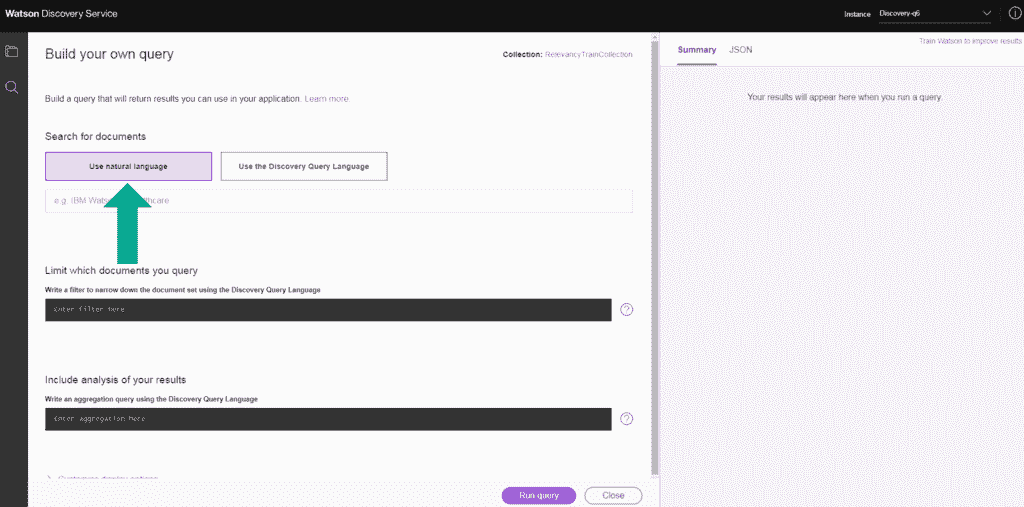 Watson Discovery Service
Instance Discovery-q6
Build your own query
Collection: RelevancyTrainCollection
Train Watson to improve results
Summary JSON
Build a query that will return results you can use in your application. Learn more.
Your results will appear here when you run a query.
Search for documents
Use natural language Use the Discovery Query Language
e.g. IBM Wats
care
Limit which documents you query
Write a filter to narrow down the document set using the Discovery Query Language
Enter filter here
Include analysis of your results
Write an aggregation query using the Discovery Query Language
Enter aggregation here
Customize display options
Run query Close